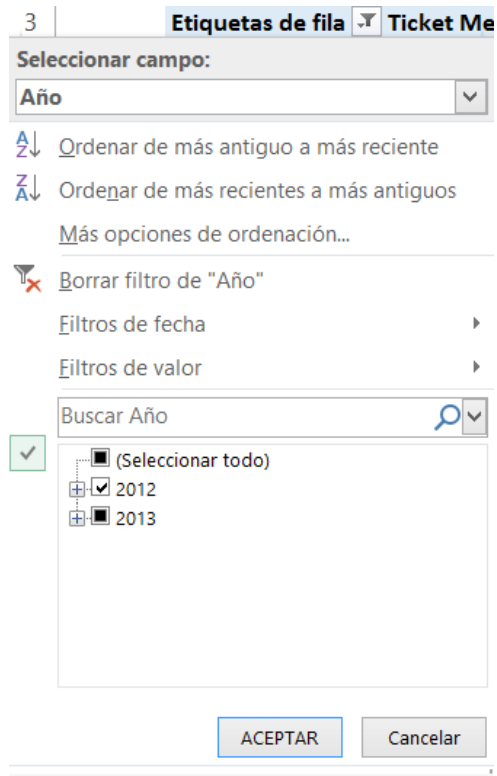 3 Etiquetas de fila Ticket Me
Seleccionar campo:
Año
Ordenar de más antiguo a más reciente
Ordenar de más recientes a más antiguos
Más opciones de ordenación...
Borrar filtro de "Año"
Filtros de fecha
Filtros de valor
Buscar Año
(Seleccionar todo)
2012
2013
ACEPTAR Cancelar